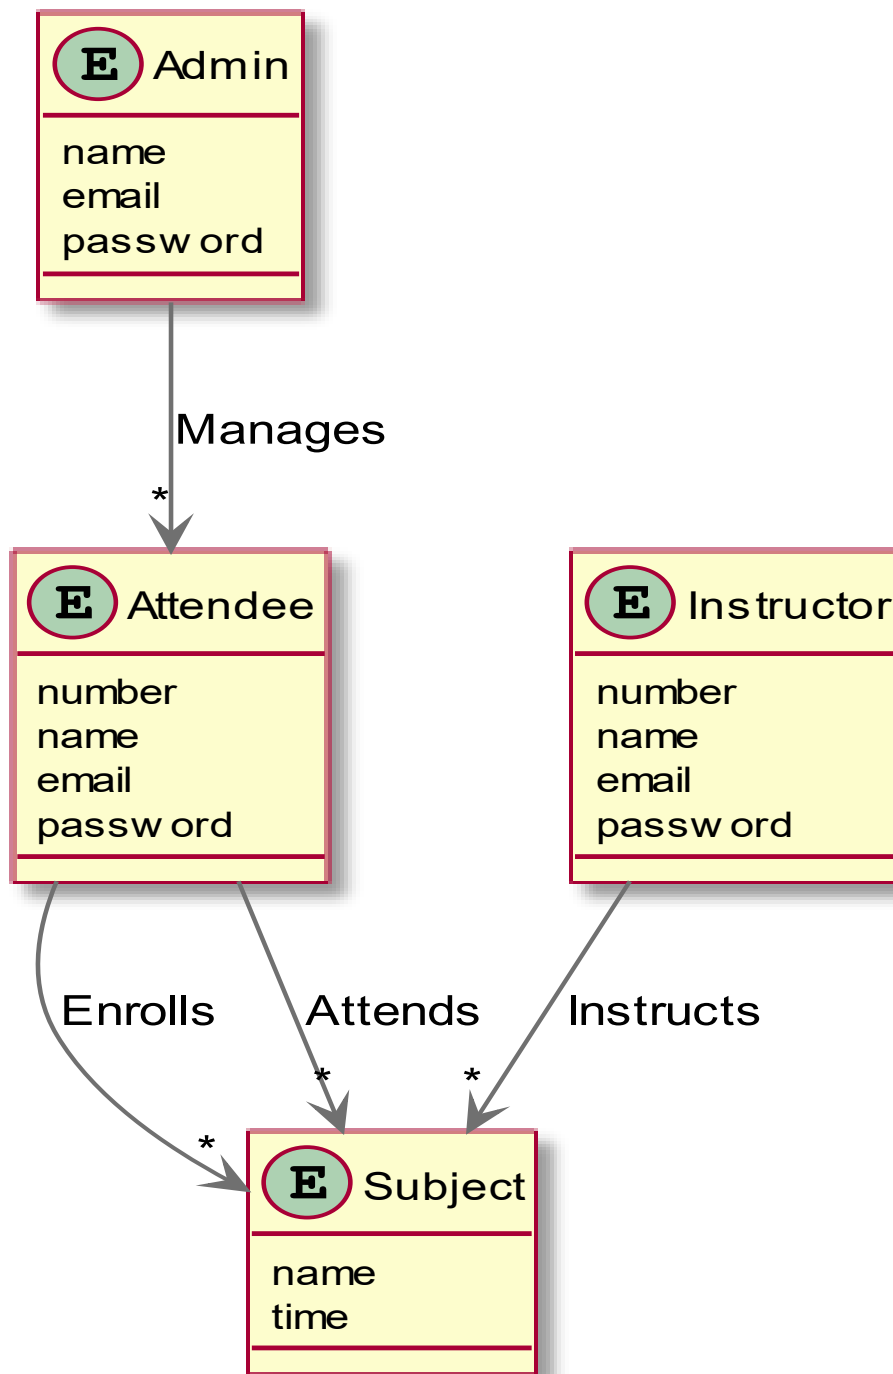 E Admin
name
email
password
Manages
*
E Attendee
number
name
email
password
E Instructor
number
name
email
password
Enrolls
Attends
Instructs
*
*
*
E Subject
name
time